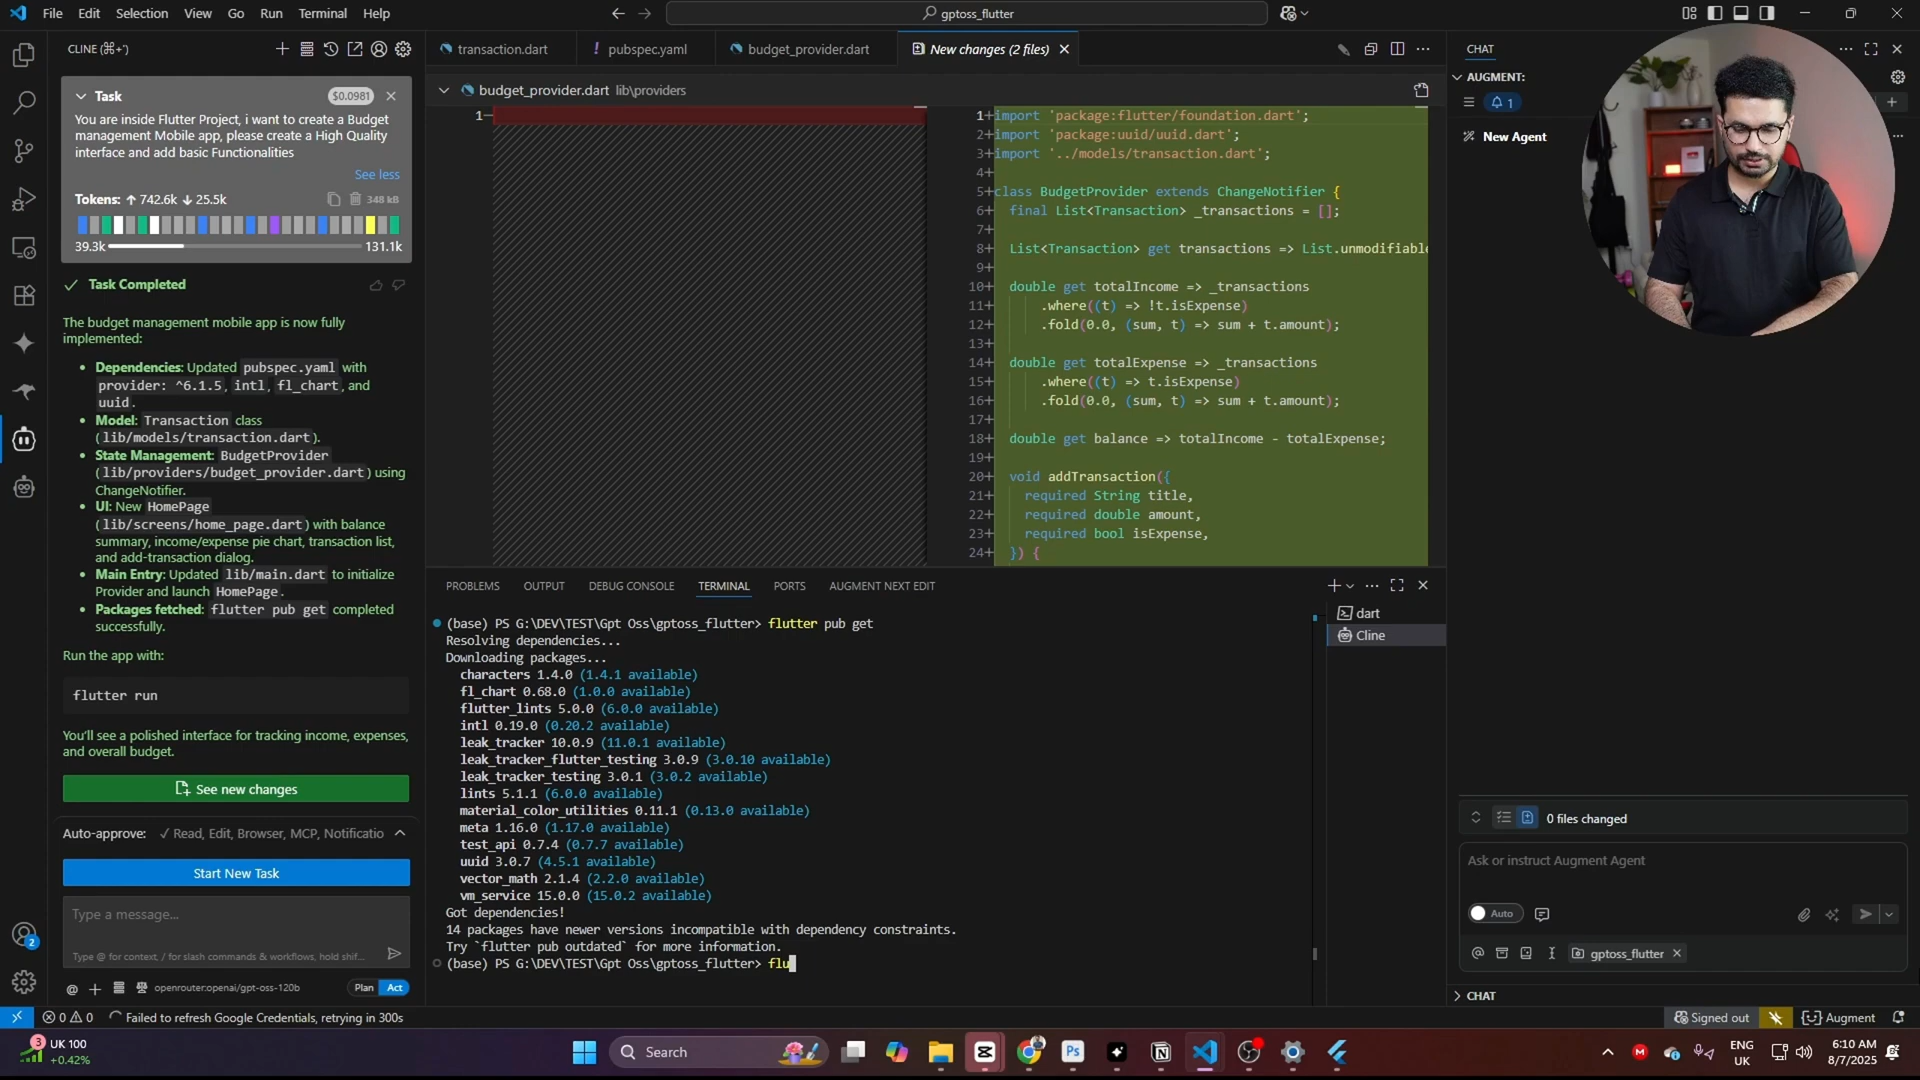 File Edit Selection View Go Run Terminal Help
gptoss_flutter
CLINE (⌘+')
Task
$0.0981
You are inside Flutter Project, i want to create a Budget
management Mobile app, please create a High Quality
interface and add basic Functionalities
See less
Tokens: ↑ 742.6k ↓ 25.5k
348 kB
39.3k
131.1k
Task Completed
The budget management mobile app is now fully
implemented:
• Dependencies: Updated pubspec.yaml with
provider: ^6.1.5, intl, fl_chart, and
uuid.
• Model: Transaction class
(lib/models/transaction.dart).
• State Management: BudgetProvider
(lib/providers/budget_provider.dart) using
ChangeNotifier.
• UI: New HomePage
(lib/screens/home_page.dart) with balance
summary, income/expense pie chart, transaction list,
and add-transaction dialog.
• Main Entry: Updated lib/main.dart to initialize
Provider and launch HomePage.
• Packages fetched: flutter pub get completed
successfully.
Run the app with:
flutter run
You'll see a polished interface for tracking income, expenses,
and overall budget.
See new changes
Auto-approve: ✓ Read, Edit, Browser, MCP, Notificatio
Start New Task
Type a message...
Type @ for context, / for slash commands & workflows, hold shif...
openrouter:openai/gpt-oss-120b
Plan Act
transaction.dart
! pubspec.yaml
budget_provider.dart
New changes (2 files)
budget_provider.dart lib\providers
1−
1+ import 'package:flutter/foundation.dart';
2+ import 'package:uuid/uuid.dart';
3+ import '../models/transaction.dart';
4+
5+ class BudgetProvider extends ChangeNotifier {
6+ final List<Transaction> _transactions = [];
7+
8+ List<Transaction> get transactions => List.unmodifiable
9+
10+ double get totalIncome => _transactions
11+ .where((t) => !t.isExpense)
12+ .fold(0.0, (sum, t) => sum + t.amount);
13+
14+ double get totalExpense => _transactions
15+ .where((t) => t.isExpense)
16+ .fold(0.0, (sum, t) => sum + t.amount);
17+
18+ double get balance => totalIncome - totalExpense;
19+
20+ void addTransaction({
21+ required String title,
22+ required double amount,
23+ required bool isExpense,
24+ }) {
PROBLEMS OUTPUT DEBUG CONSOLE TERMINAL PORTS AUGMENT NEXT EDIT
dart
Cline
(base) PS G:\DEV\TEST\Gpt Oss\gptoss_flutter> flutter pub get
Resolving dependencies...
Downloading packages...
characters 1.4.0 (1.4.1 available)
fl_chart 0.68.0 (1.0.0 available)
flutter_lints 5.0.0 (6.0.0 available)
intl 0.19.0 (0.20.2 available)
leak_tracker 10.0.9 (11.0.1 available)
leak_tracker_flutter_testing 3.0.9 (3.0.10 available)
leak_tracker_testing 3.0.1 (3.0.2 available)
lints 5.1.1 (6.0.0 available)
material_color_utilities 0.11.1 (0.13.0 available)
meta 1.16.0 (1.17.0 available)
test_api 0.7.4 (0.7.7 available)
uuid 3.0.7 (4.5.1 available)
vector_math 2.1.4 (2.2.0 available)
vm_service 15.0.0 (15.0.2 available)
Got dependencies!
14 packages have newer versions incompatible with dependency constraints.
Try `flutter pub outdated` for more information.
(base) PS G:\DEV\TEST\Gpt Oss\gptoss_flutter> flu
CHAT
AUGMENT:
1
New Agent
0 files changed
Ask or instruct Augment Agent
Auto
@ gptoss_flutter
CHAT
2
0 0 Failed to refresh Google Credentials, retrying in 300s
Signed out
Augment
3
UK 100
+0.42%
Search
ENG
UK
6:10 AM
8/7/2025